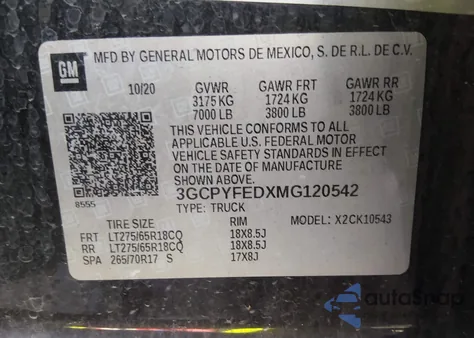 GM
MFD BY GENERAL MOTORS DE MEXICO, S. DE R.L. DE C.V.
10/20 GVWR GAWR FRT GAWR RR
3175 KG 1724 KG 1724 KG
7000 LB 3800 LB 3800 LB
THIS VEHICLE CONFORMS TO ALL
APPLICABLE U.S. FEDERAL MOTOR
VEHICLE SAFETY STANDARDS IN EFFECT
ON THE DATE OF MANUFACTURE
SHOWN ABOVE.
8555 3GCPYFEDXMG120542
TYPE: TRUCK MODEL: X2CK10543
TIRE SIZE RIM
FRT LT275/65R18CQ 18X8.5J
RR LT275/65R18CQ 18X8.5J
SPA 265/70R17 S 17X8J
autoSnap